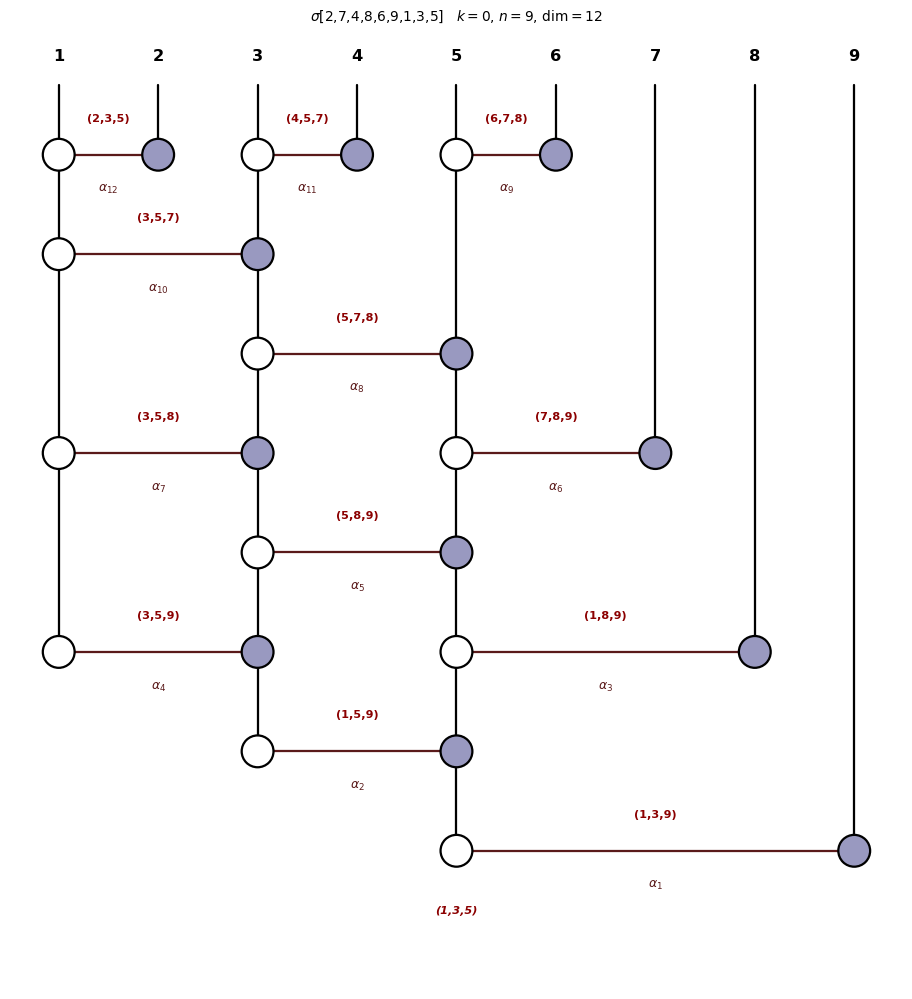 σ[2,7,4,8,6,9,1,3,5]   k=0, n=9, dim=12
1 2 3 4 5 6 7 8 9
(2,3,5) (4,5,7) (6,7,8)
α₁₂ α₁₁ α₉
(3,5,7)
α₁₀
(5,7,8)
α₈
(3,5,8) (7,8,9)
α₇ α₆
(5,8,9)
α₅
(3,5,9) (1,8,9)
α₄ α₃
(1,5,9)
α₂
(1,3,9)
α₁
(1,3,5)